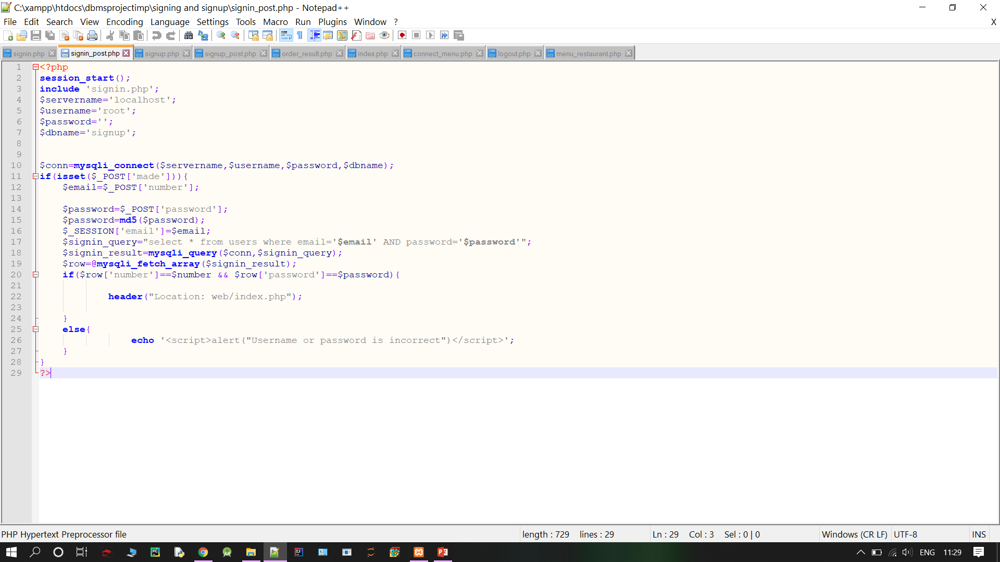 C:\xampp\htdocs\dbmsprojectimp\signing and signup\signin_post.php - Notepad++
File Edit Search View Encoding Language Settings Tools Macro Run Plugins Window ? X
signin.php signin_post.php signup.php signup_post.php order_result.php index.php connect_menu.php logout.php menu_restaurant.php
1 <?php
2 session_start();
3 include 'signin.php';
4 $servername='localhost';
5 $username='root';
6 $password='';
7 $dbname='signup';
8
9
10 $conn=mysqli_connect($servername,$username,$password,$dbname);
11 if(isset($_POST['made'])){
12 $email=$_POST['number'];
13
14 $password=$_POST['password'];
15 $password=md5($password);
16 $_SESSION['email']=$email;
17 $signin_query="select * from users where email='$email' AND password='$password'";
18 $signin_result=mysqli_query($conn,$signin_query);
19 $row=@mysqli_fetch_array($signin_result);
20 if($row['number']==$number && $row['password']==$password){
21
22 header("Location: web/index.php");
23
24 }
25 else{
26 echo '<script>alert("Username or password is incorrect")</script>';
27 }
28 }
29 ?>
PHP Hypertext Preprocessor file length : 729 lines : 29 Ln : 29 Col : 3 Sel : 0 | 0 Windows (CR LF) UTF-8 INS
ENG 11:29